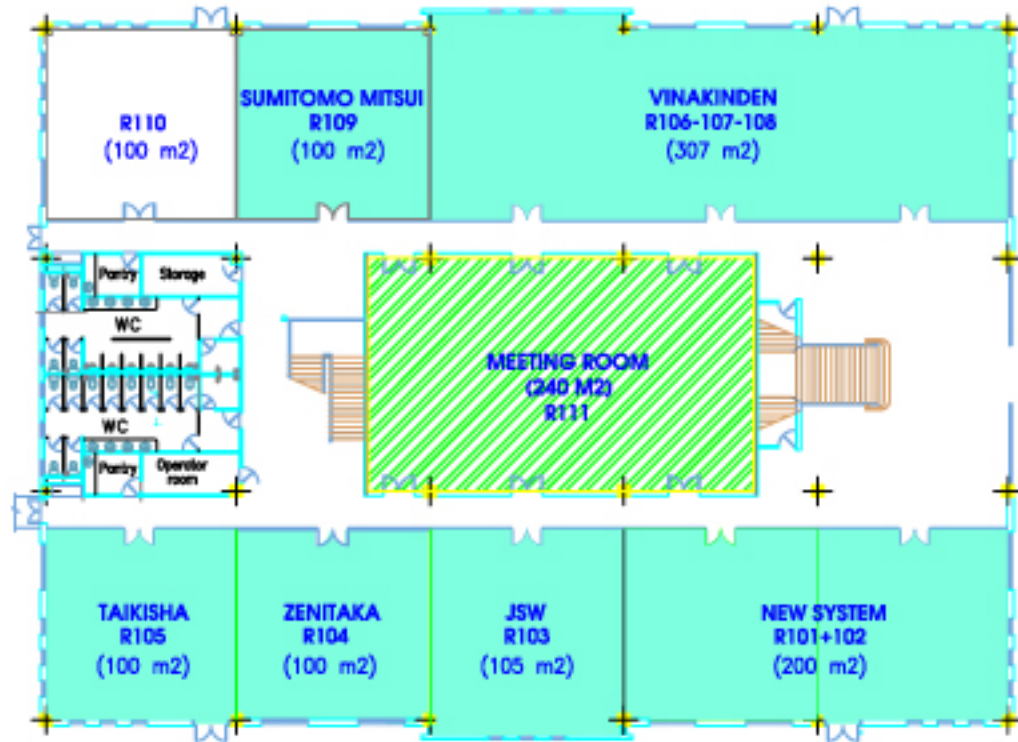 R110
(100 m2)
SUMITOMO MITSUI
R109
(100 m2)
VINAKINDEN
R106-107-108
(307 m2)
Pantry
Storage
WC
MEETING ROOM
(240 M2)
R111
WC
Pantry
Operator
room
TAIKISHA
R105
(100 m2)
ZENITAKA
R104
(100 m2)
JSW
R103
(105 m2)
NEW SYSTEM
R101+102
(200 m2)